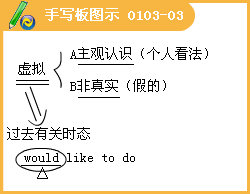 手写板图示 0103-03
A主观认识（个人看法）
虚拟
B非真实（假的）
过去有关时态
would like to do